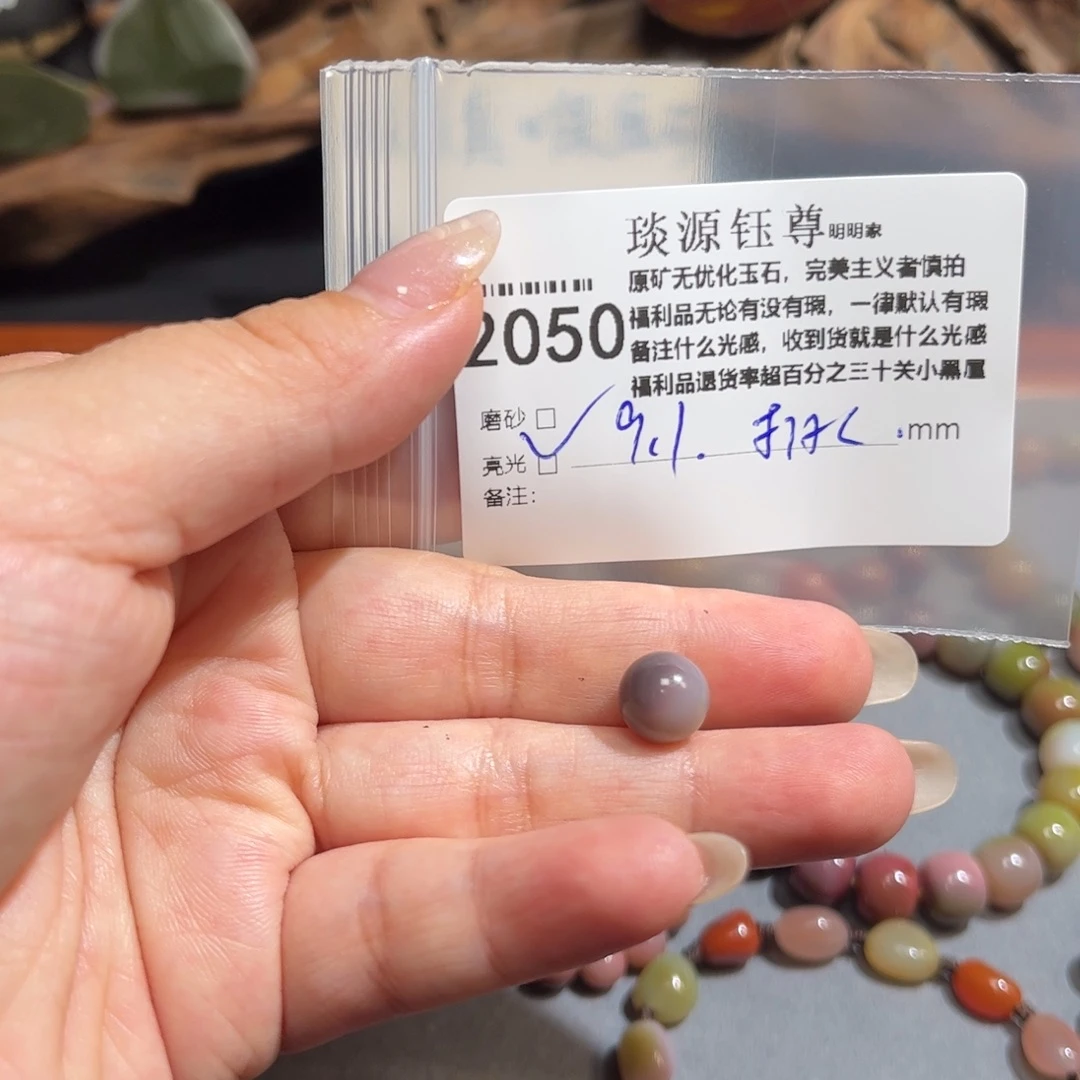 琰源钰尊明明家
原矿无优化玉石，完美主义者慎拍
2050
福利品无论有没有瑕，一律默认有瑕
备注什么光感，收到货就是什么光感
福利品退货率超百分之三十关小黑屋
磨砂 □
亮光 □ 9.1. 打孔 mm
备注：